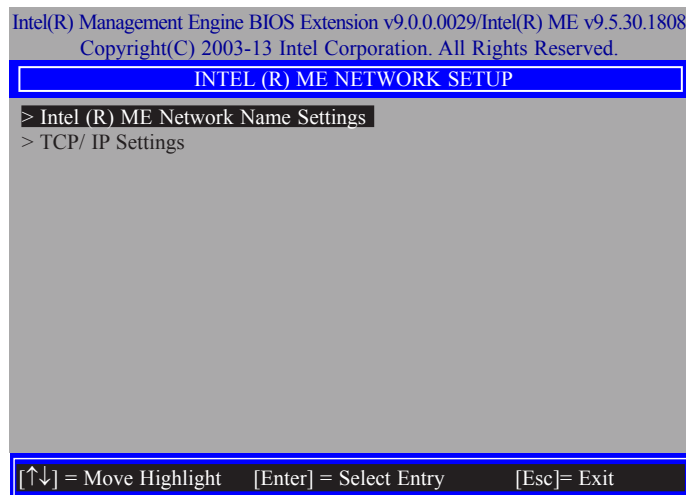 Intel(R) Management Engine BIOS Extension v9.0.0.0029/Intel(R) ME v9.5.30.1808
Copyright(C) 2003-13 Intel Corporation. All Rights Reserved.
INTEL (R) ME NETWORK SETUP
> Intel (R) ME Network Name Settings
> TCP/ IP Settings
[↑↓] = Move Highlight [Enter] = Select Entry [Esc]= Exit